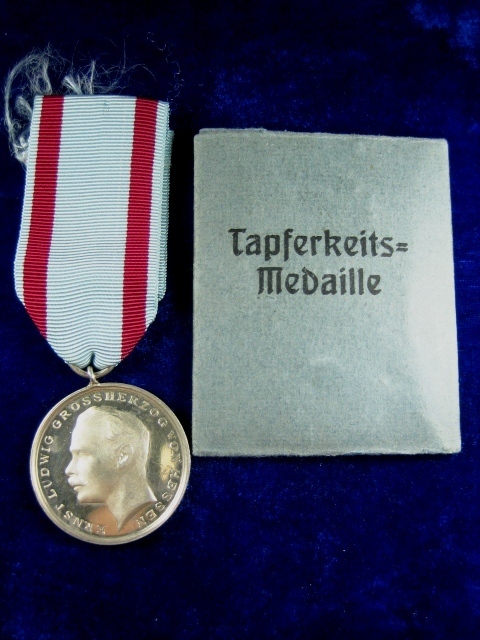 Tapferkeits=
Medaille
ERNST LUDWIG GROSSHERZOG VON HESSEN